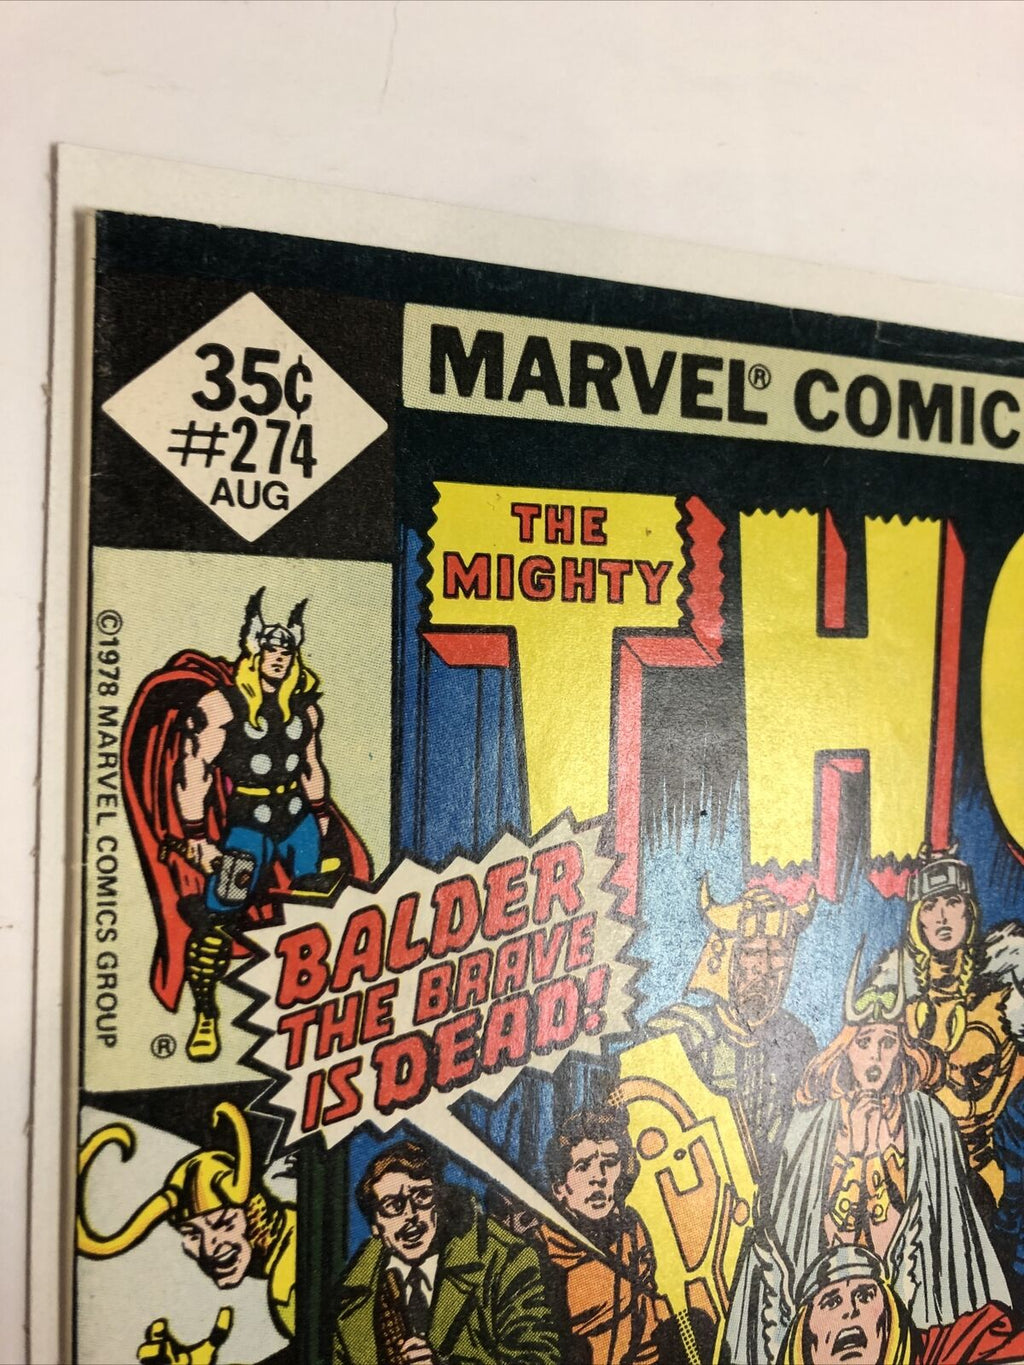 35¢
#274
AUG
MARVEL® COMIC
THE
MIGHTY
TH
©1978 MARVEL COMICS GROUP
®
BALDER
THE BRAVE
IS DEAD!